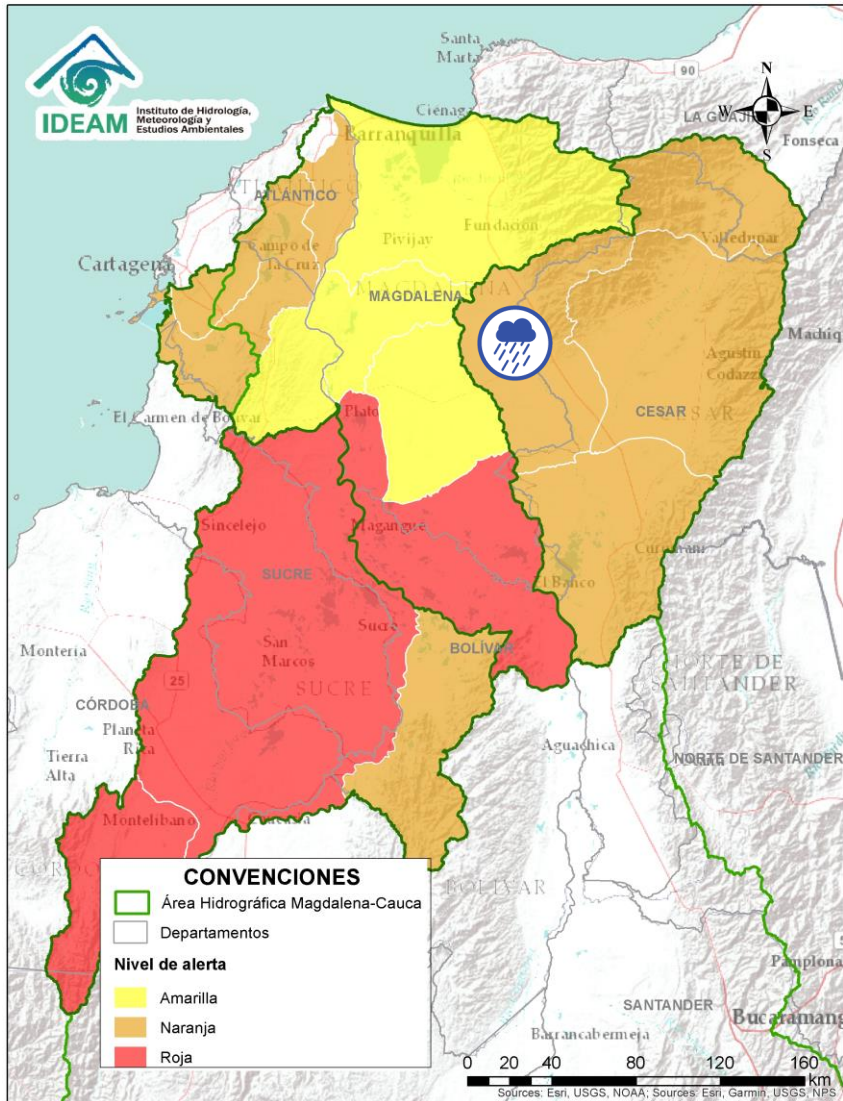 IDEAM
Instituto de Hidrología,
Meteorología y
Estudios Ambientales
Santa
Marta
90
N
W
E
S
LA GUAJI
Ciénaga
Barranquilla
Fonseca
ATLÁNTICO
Campo de
la Cruz
Pivijay
Fundación
Valledupar
Cartagena
MAGDALENA
Machiq
Agustín
Codazzi
CESAR
El Carmen de Bolívar
Plato
Sincelejo
Magangue
SUCRE
El Banco
Sucre
BOLÍVAR
San
Marcos
SUCRE
Montería
25
CÓRDOBA
Planeta
Rica
Tierra
Alta
NORTE DE
SANTANDER
Aguachica
NORTE DE SANTANDER
Montelibano
BOLÍVAR
CONVENCIONES
Área Hidrográfica Magdalena-Cauca
Departamentos
Nivel de alerta
Amarilla
Naranja
Roja
Pamplona
SANTANDER
Bucaramang
Barrancabermeja
0 20 40 80 120 160
km
Sources: Esri, USGS, NOAA; Sources: Esri, Garmin, USGS, NPS